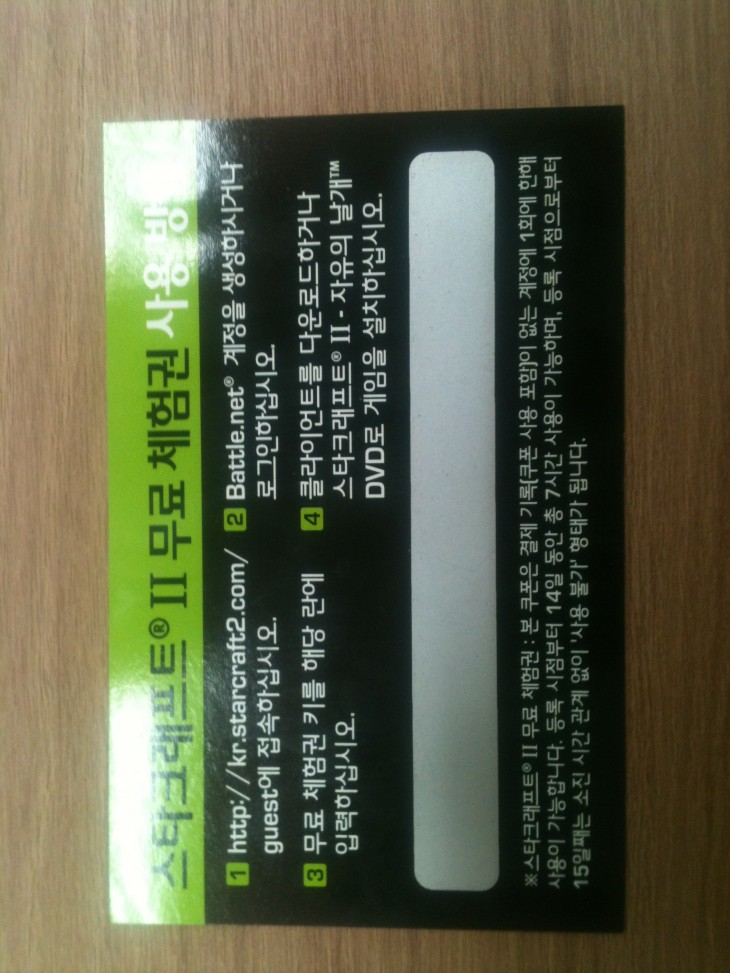 스타크래프트® II 무료 체험권 사용 방
1 http://kr.starcraft2.com/
guest에 접속하십시오.
2 Battle.net® 계정을 생성하시거나
로그인하십시오.
3 무료 체험권 키를 해당 란에
입력하십시오.
4 클라이언트를 다운로드하거나
스타크래프트® II - 자유의 날개™
DVD로 게임을 설치하십시오.
※스타크래프트® II 무료 체험권 : 본 쿠폰은 결제 기록(쿠폰 사용 포함)이 없는 계정에 1회에 한해
사용이 가능합니다. 등록 시점부터 14일 동안 총 7시간 사용이 가능하며, 등록 시점으로부터
15일째는 소진 시간 관계 없이 '사용 불가' 형태가 됩니다.